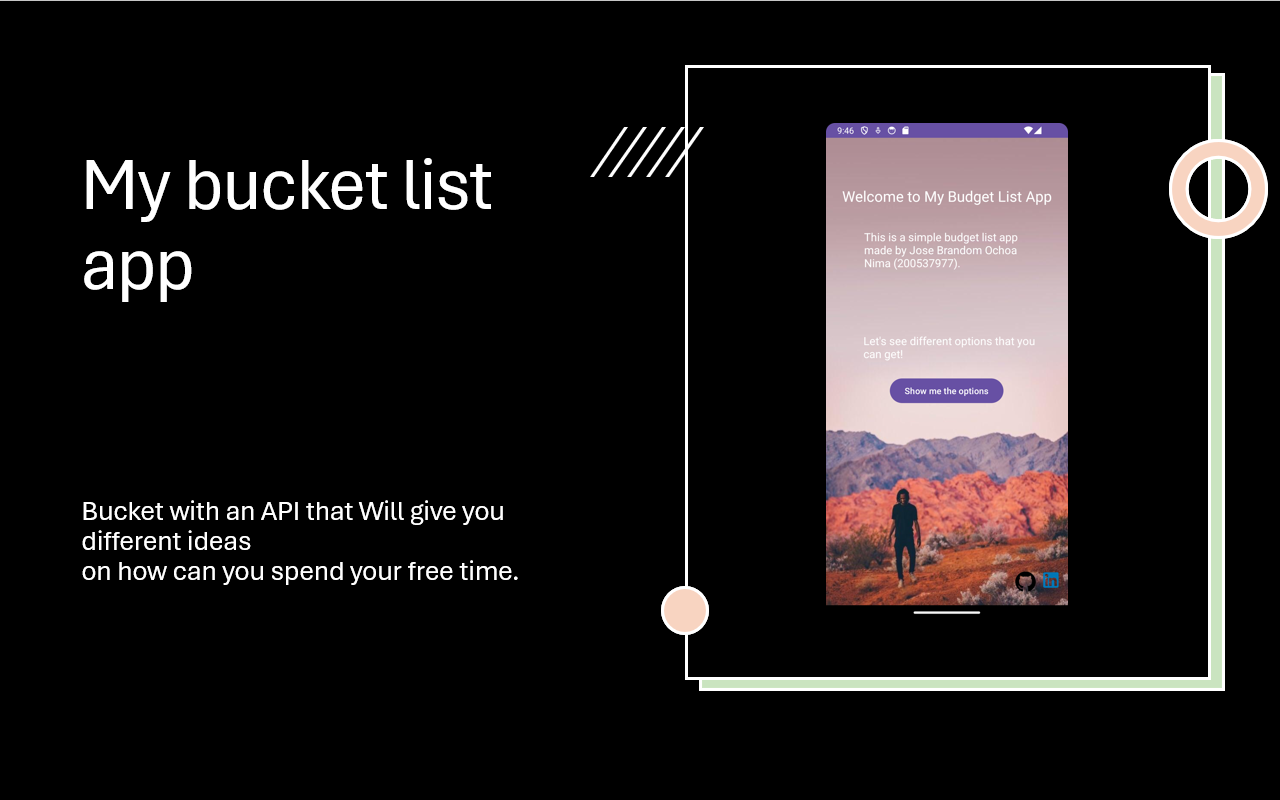 My bucket list
app
Bucket with an API that Will give you
different ideas
on how can you spend your free time.
9:46
Welcome to My Budget List App
This is a simple budget list app
made by Jose Brandom Ochoa
Nima (200537977).
Let's see different options that you
can get!
Show me the options
in